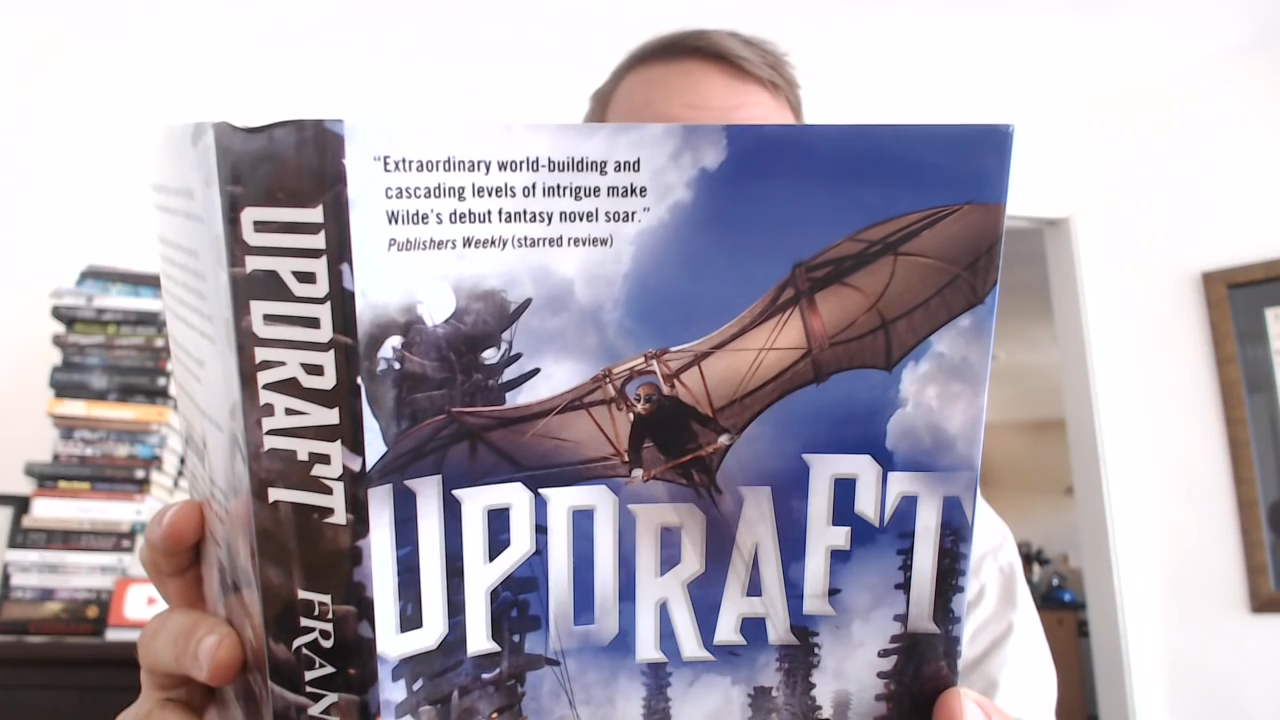 "Extraordinary world-building and
cascading levels of intrigue make
Wilde's debut fantasy novel soar."
Publishers Weekly (starred review)
UPDRAFT
UPDRAFT
FRAN